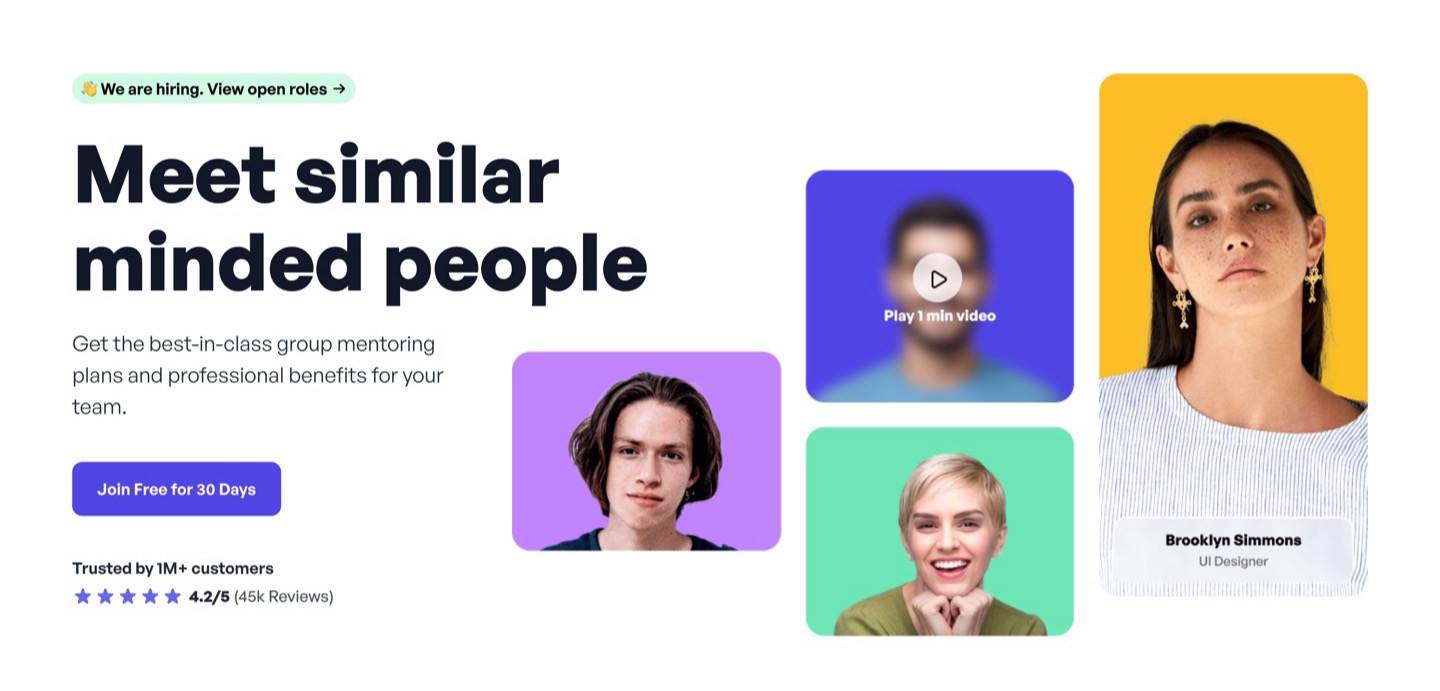 👋 We are hiring. View open roles →
Meet similar
minded people
Get the best-in-class group mentoring
plans and professional benefits for your
team.
Join Free for 30 Days
Trusted by 1M+ customers
4.2/5 (45k Reviews)
Play 1 min video
Brooklyn Simmons
UI Designer